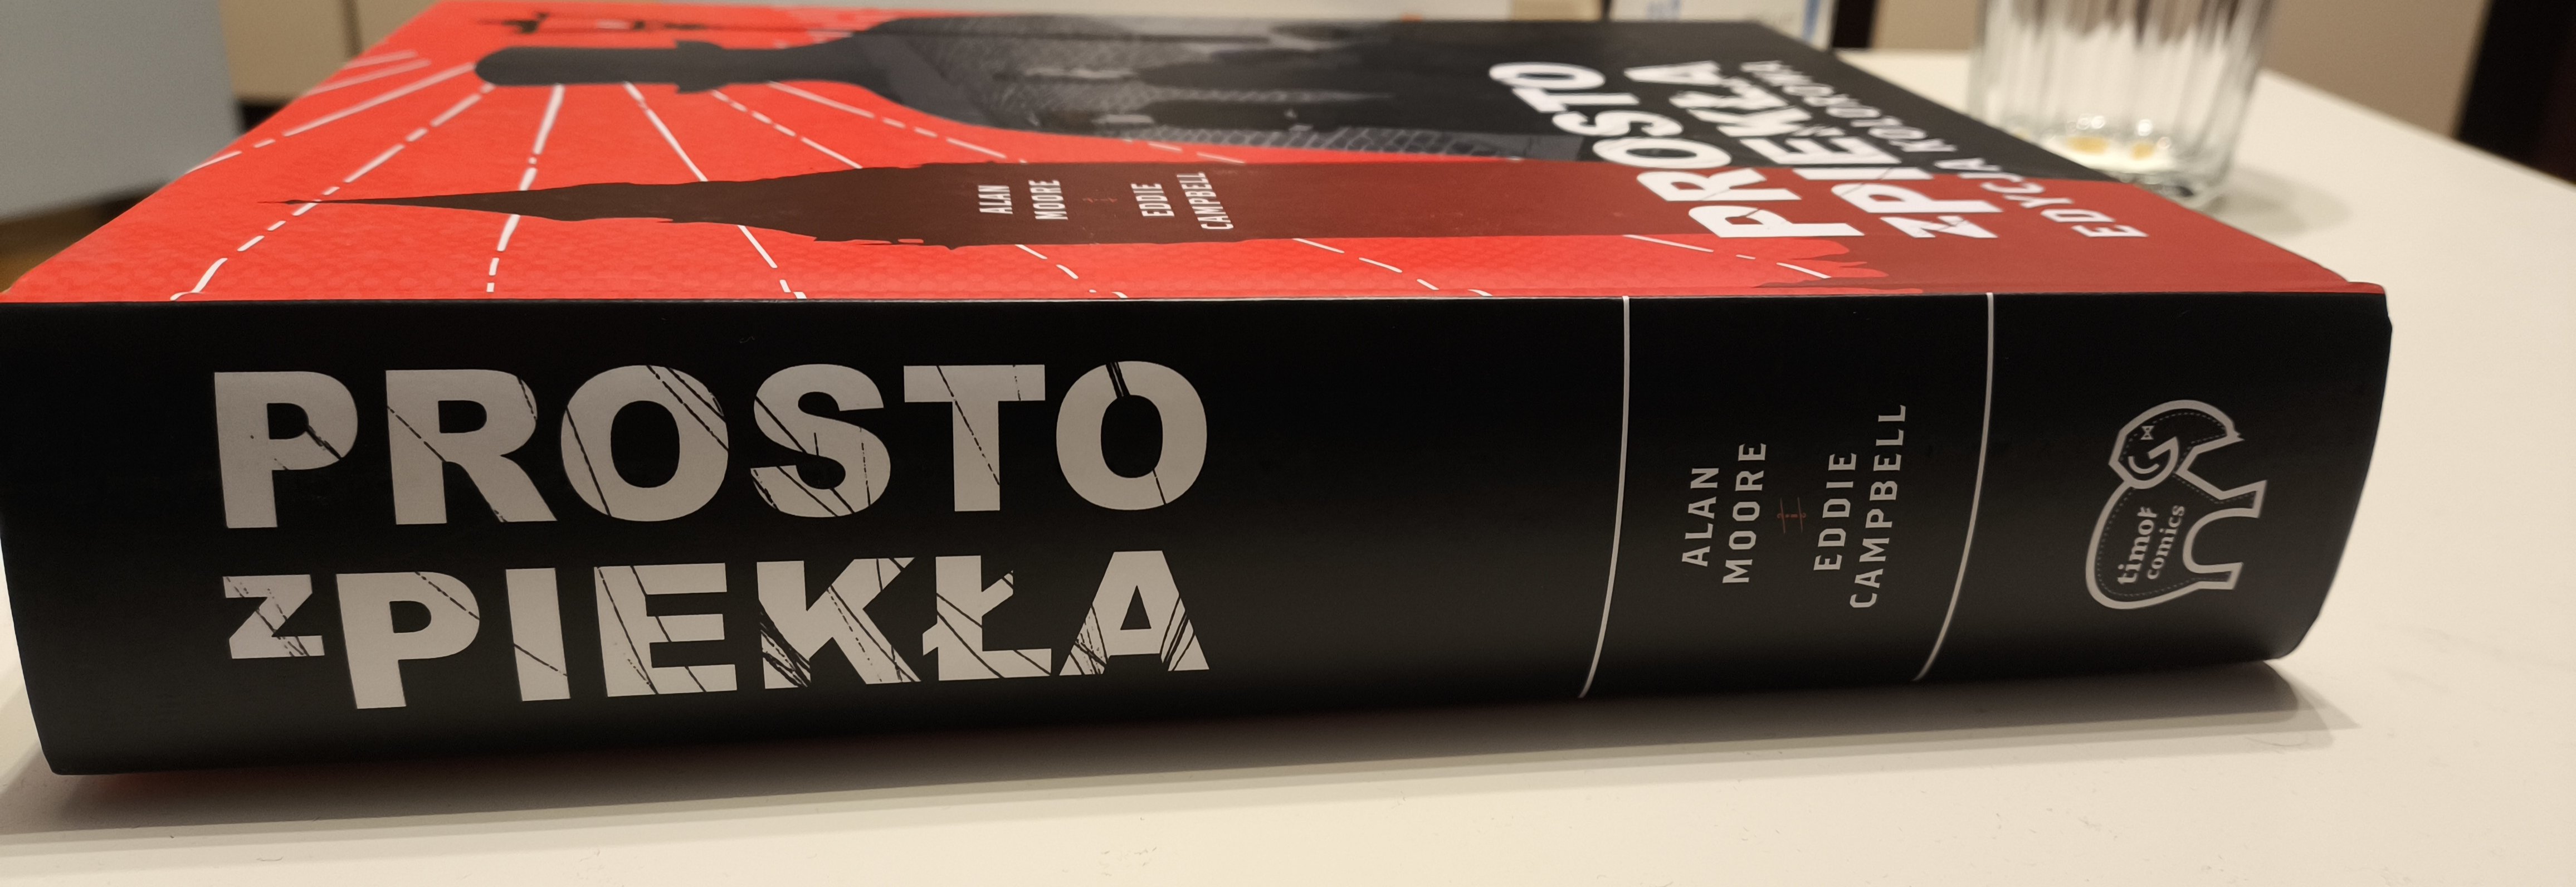 ALAN
MOORE
EDDIE
CAMPBELL
PROSTO
Z PIEKŁA
EDYCJA KOLOROWA
PROSTO
Z PIEKŁA
ALAN
MOORE
EDDIE
CAMPBELL
timof
comics